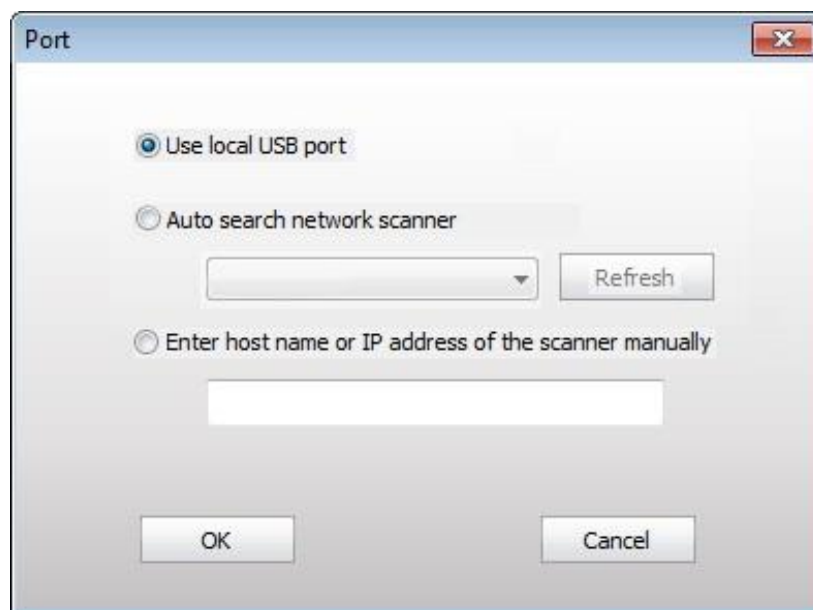 Port
Use local USB port
Auto search network scanner
Refresh
Enter host name or IP address of the scanner manually
OK Cancel